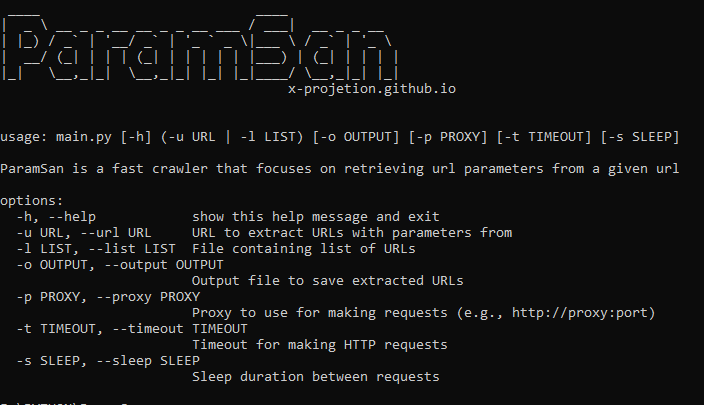 ParamSan
x-projetion.github.io
usage: main.py [-h] (-u URL | -l LIST) [-o OUTPUT] [-p PROXY] [-t TIMEOUT] [-s SLEEP]
ParamSan is a fast crawler that focuses on retrieving url parameters from a given url
options:
-h, --help show this help message and exit
-u URL, --url URL URL to extract URLs with parameters from
-l LIST, --list LIST File containing list of URLs
-o OUTPUT, --output OUTPUT
Output file to save extracted URLs
-p PROXY, --proxy PROXY
Proxy to use for making requests (e.g., http://proxy:port)
-t TIMEOUT, --timeout TIMEOUT
Timeout for making HTTP requests
-s SLEEP, --sleep SLEEP
Sleep duration between requests